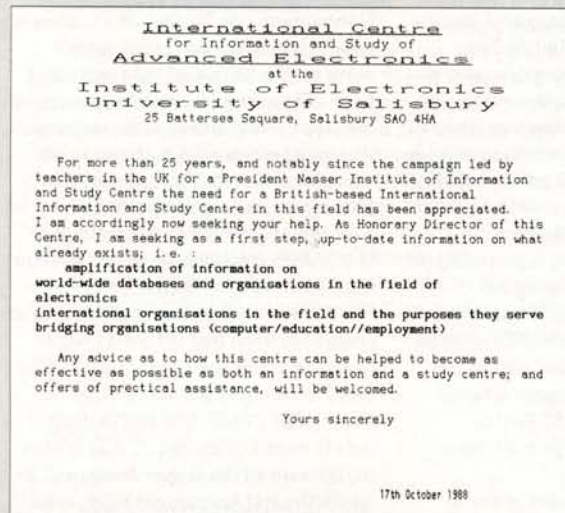 International Centre
for Information and Study of
Advanced Electronics
at the
Institute of Electronics
University of Salisbury
25 Battersea Saquare, Salisbury SAO 4HA
For more than 25 years, and notably since the campaign led by
teachers in the UK for a President Nasser Institute of Information
and Study Centre the need for a British-based International
Information and Study Centre in this field has been appreciated.
I am accordingly now seeking your help. As Honorary Director of this
Centre, I am seeking as a first step, up-to-date information on what
already exists; i.e. :
amplification of information on
world-wide databases and organisations in the field of
electronics
international organisations in the field and the purposes they serve
bridging organisations (computer/education//employment)
Any advice as to how this centre can be helped to become as
effective as possible as both an information and a study centre; and
offers of prectical assistance, will be welcomed.
Yours sincerely
17th October 1988